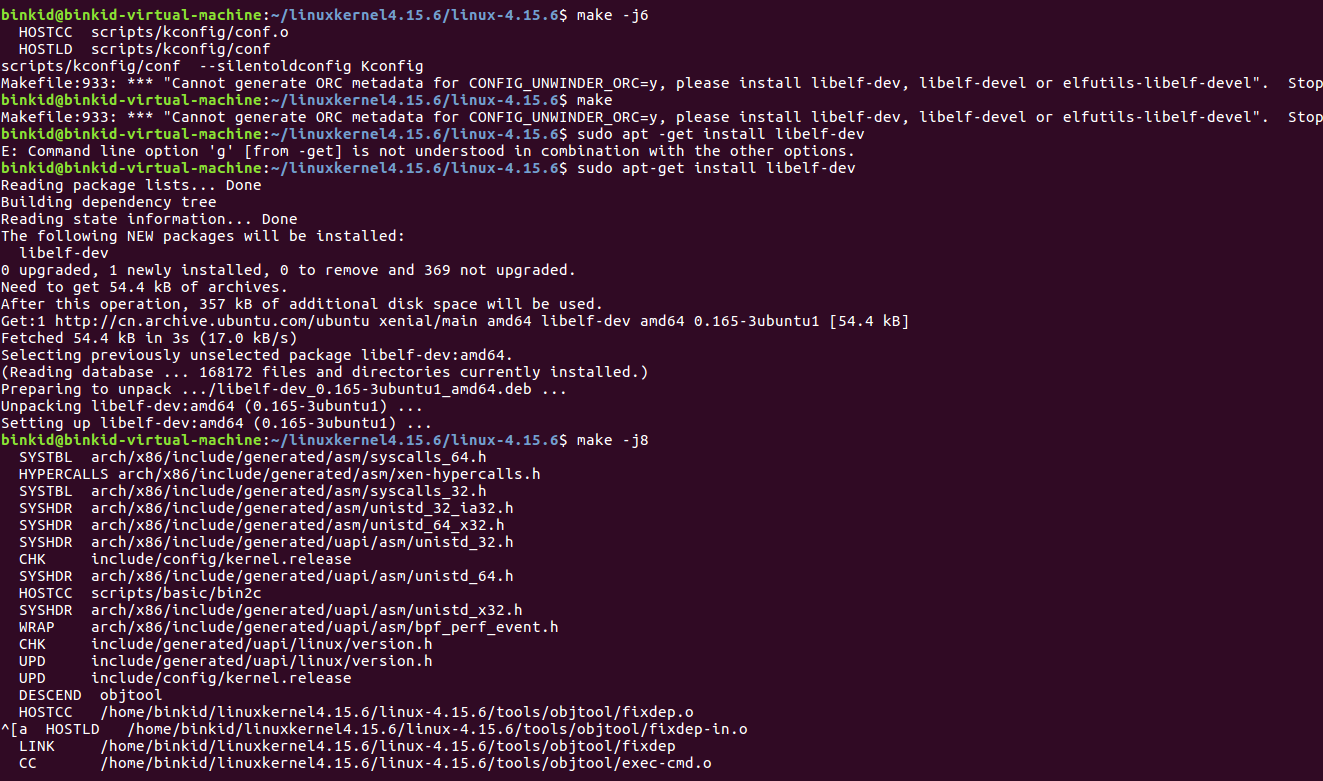 binkid@binkid-virtual-machine:~/linuxkernel4.15.6/linux-4.15.6$ make -j6
  HOSTCC  scripts/kconfig/conf.o
  HOSTLD  scripts/kconfig/conf
scripts/kconfig/conf  --silentoldconfig Kconfig
Makefile:933: *** "Cannot generate ORC metadata for CONFIG_UNWINDER_ORC=y, please install libelf-dev, libelf-devel or elfutils-libelf-devel".  Stop
binkid@binkid-virtual-machine:~/linuxkernel4.15.6/linux-4.15.6$ make
Makefile:933: *** "Cannot generate ORC metadata for CONFIG_UNWINDER_ORC=y, please install libelf-dev, libelf-devel or elfutils-libelf-devel".  Stop
binkid@binkid-virtual-machine:~/linuxkernel4.15.6/linux-4.15.6$ sudo apt -get install libelf-dev
E: Command line option 'g' [from -get] is not understood in combination with the other options.
binkid@binkid-virtual-machine:~/linuxkernel4.15.6/linux-4.15.6$ sudo apt-get install libelf-dev
Reading package lists... Done
Building dependency tree
Reading state information... Done
The following NEW packages will be installed:
  libelf-dev
0 upgraded, 1 newly installed, 0 to remove and 369 not upgraded.
Need to get 54.4 kB of archives.
After this operation, 357 kB of additional disk space will be used.
Get:1 http://cn.archive.ubuntu.com/ubuntu xenial/main amd64 libelf-dev amd64 0.165-3ubuntu1 [54.4 kB]
Fetched 54.4 kB in 3s (17.0 kB/s)
Selecting previously unselected package libelf-dev:amd64.
(Reading database ... 168172 files and directories currently installed.)
Preparing to unpack .../libelf-dev_0.165-3ubuntu1_amd64.deb ...
Unpacking libelf-dev:amd64 (0.165-3ubuntu1) ...
Setting up libelf-dev:amd64 (0.165-3ubuntu1) ...
binkid@binkid-virtual-machine:~/linuxkernel4.15.6/linux-4.15.6$ make -j8
  SYSTBL  arch/x86/include/generated/asm/syscalls_64.h
  HYPERCALLS arch/x86/include/generated/asm/xen-hypercalls.h
  SYSTBL  arch/x86/include/generated/asm/syscalls_32.h
  SYSHDR  arch/x86/include/generated/asm/unistd_32_ia32.h
  SYSHDR  arch/x86/include/generated/asm/unistd_64_x32.h
  SYSHDR  arch/x86/include/generated/uapi/asm/unistd_32.h
  CHK     include/config/kernel.release
  SYSHDR  arch/x86/include/generated/uapi/asm/unistd_64.h
  HOSTCC  scripts/basic/bin2c
  SYSHDR  arch/x86/include/generated/uapi/asm/unistd_x32.h
  WRAP    arch/x86/include/generated/uapi/asm/bpf_perf_event.h
  CHK     include/generated/uapi/linux/version.h
  UPD     include/generated/uapi/linux/version.h
  UPD     include/config/kernel.release
  DESCEND  objtool
  HOSTCC   /home/binkid/linuxkernel4.15.6/linux-4.15.6/tools/objtool/fixdep.o
^[a  HOSTLD   /home/binkid/linuxkernel4.15.6/linux-4.15.6/tools/objtool/fixdep-in.o
  LINK     /home/binkid/linuxkernel4.15.6/linux-4.15.6/tools/objtool/fixdep
  CC       /home/binkid/linuxkernel4.15.6/linux-4.15.6/tools/objtool/exec-cmd.o